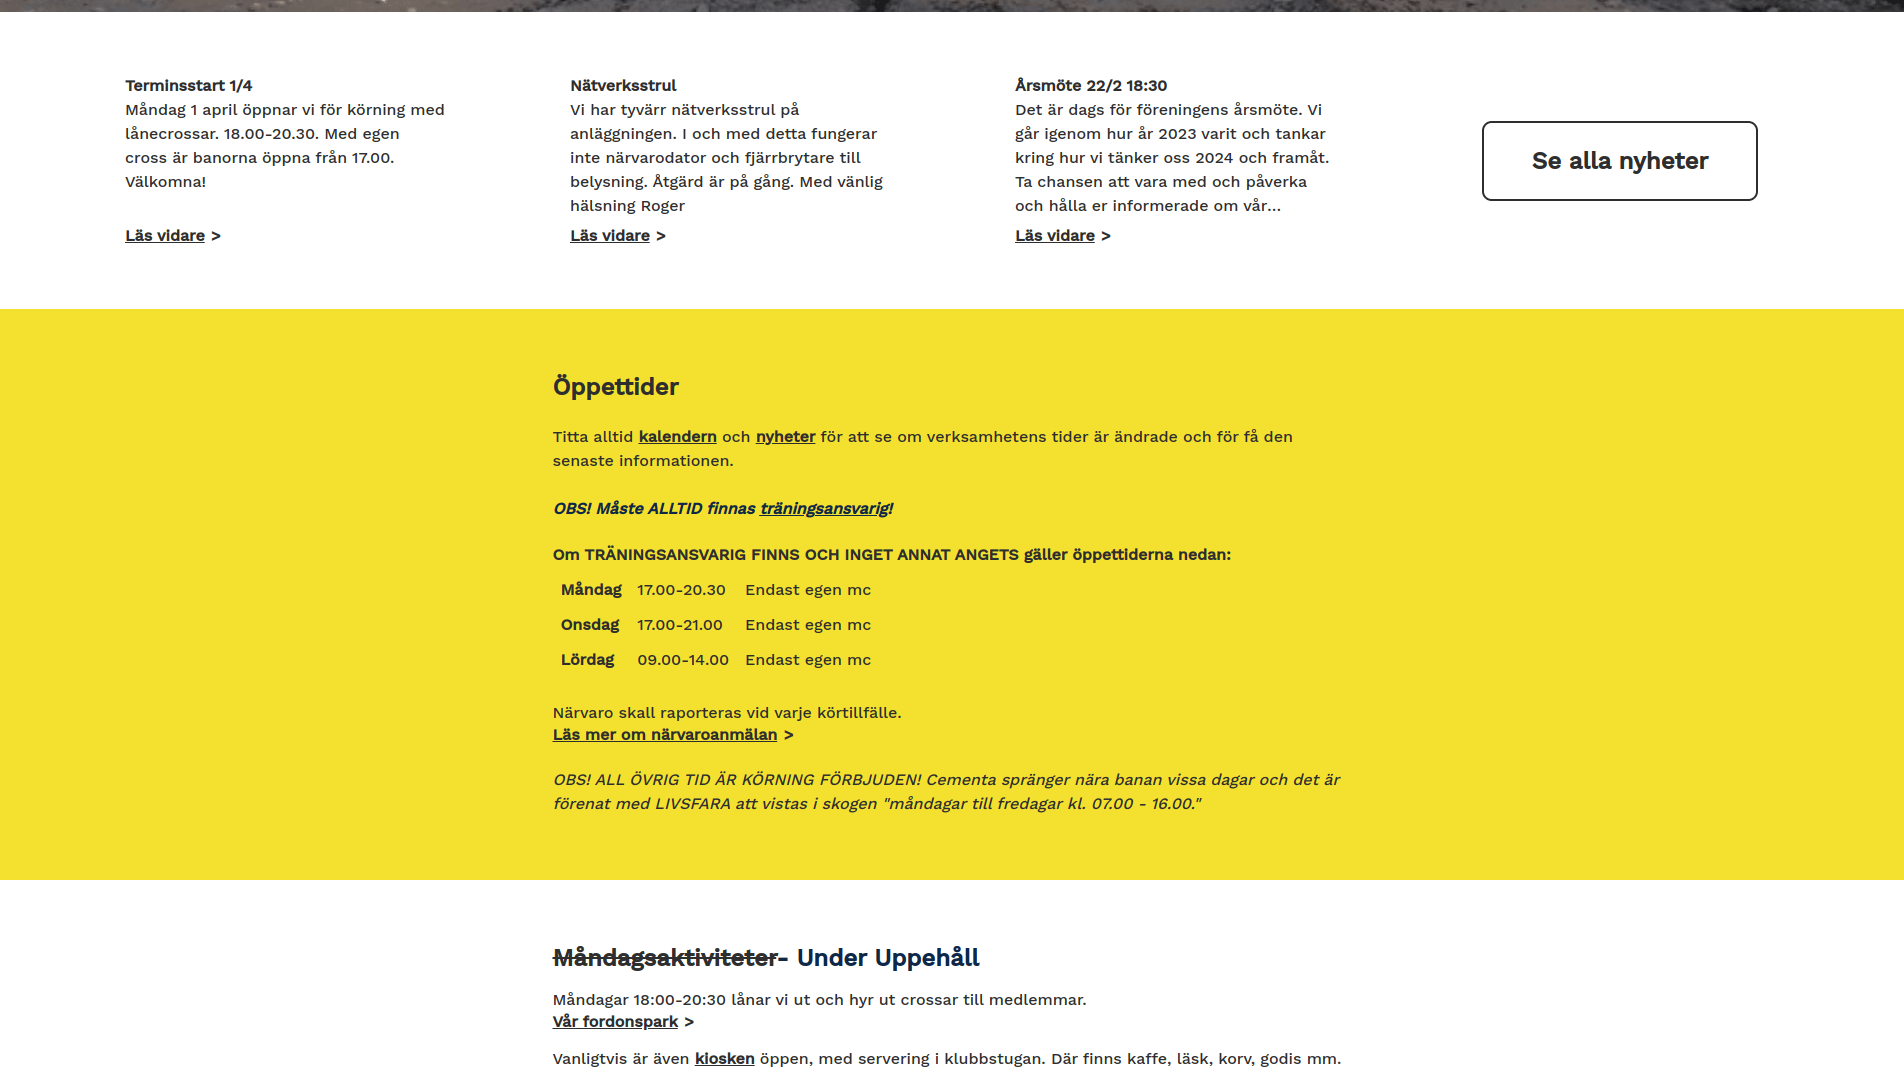 Terminsstart 1/4
Måndag 1 april öppnar vi för körning med
lånecrossar. 18.00-20.30. Med egen
cross är banorna öppna från 17.00.
Välkomna!
Läs vidare >
Nätverksstrul
Vi har tyvärr nätverksstrul på
anläggningen. I och med detta fungerar
inte närvarodator och fjärrbrytare till
belysning. Åtgärd är på gång. Med vänlig
hälsning Roger
Läs vidare >
Årsmöte 22/2 18:30
Det är dags för föreningens årsmöte. Vi
går igenom hur år 2023 varit och tankar
kring hur vi tänker oss 2024 och framåt.
Ta chansen att vara med och påverka
och hålla er informerade om vår...
Läs vidare >
Se alla nyheter
Öppettider
Titta alltid kalendern och nyheter för att se om verksamhetens tider är ändrade och för få den
senaste informationen.
OBS! Måste ALLTID finnas träningsansvarig!
Om TRÄNINGSANSVARIG FINNS OCH INGET ANNAT ANGETS gäller öppettiderna nedan:
Måndag 17.00-20.30 Endast egen mc
Onsdag 17.00-21.00 Endast egen mc
Lördag 09.00-14.00 Endast egen mc
Närvaro skall raporteras vid varje körtillfälle.
Läs mer om närvaroanmälan >
OBS! ALL ÖVRIG TID ÄR KÖRNING FÖRBJUDEN! Cementa spränger nära banan vissa dagar och det är
förenat med LIVSFARA att vistas i skogen "måndagar till fredagar kl. 07.00 - 16.00."
Måndagsaktiviteter- Under Uppehåll
Måndagar 18:00-20:30 lånar vi ut och hyr ut crossar till medlemmar.
Vår fordonspark >
Vanligtvis är även kiosken öppen, med servering i klubbstugan. Där finns kaffe, läsk, korv, godis mm.